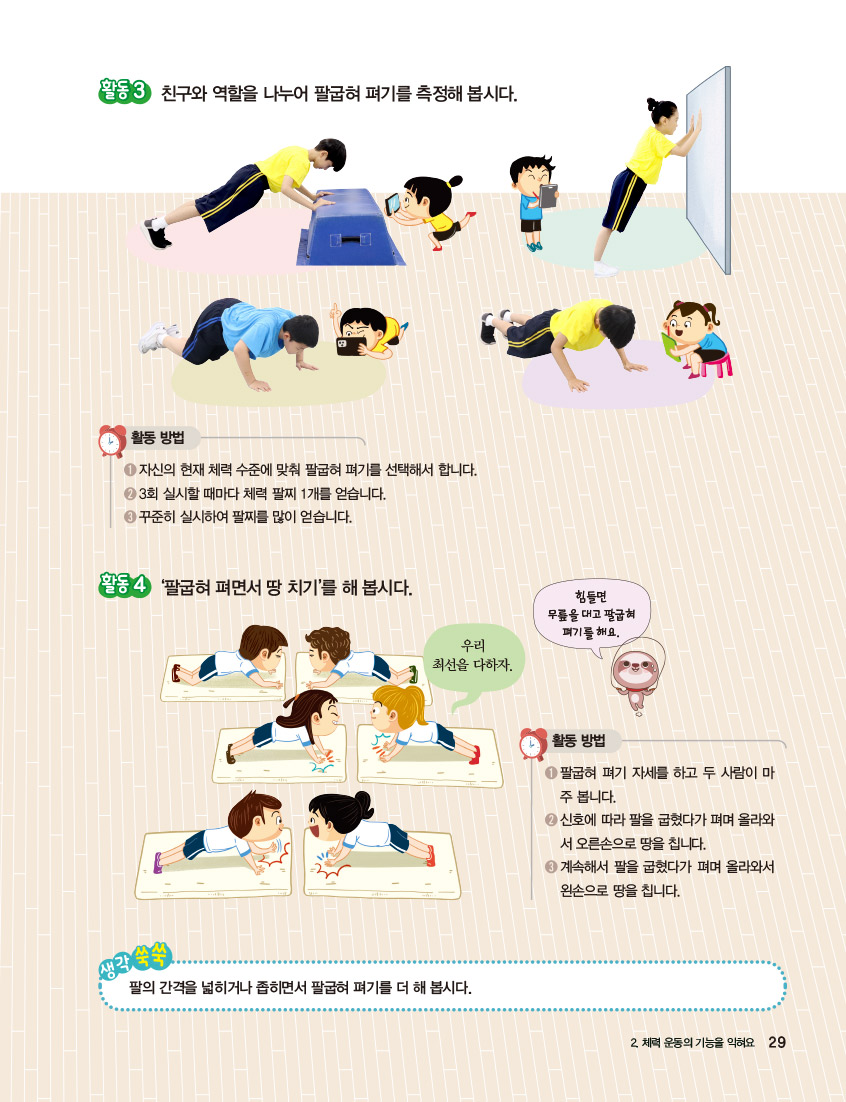 활동 3 친구와 역할을 나누어 팔굽혀 펴기를 측정해 봅시다.
활동 방법
① 자신의 현재 체력 수준에 맞춰 팔굽혀 펴기를 선택해서 합니다.
② 3회 실시할 때마다 체력 팔찌 1개를 얻습니다.
③ 꾸준히 실시하여 팔찌를 많이 얻습니다.
활동 4 ‘팔굽혀 펴면서 땅 치기’를 해 봅시다.
힘들면
무릎을 대고 팔굽혀
펴기를 해요.
우리
최선을 다하자.
활동 방법
① 팔굽혀 펴기 자세를 하고 두 사람이 마
주 봅니다.
② 신호에 따라 팔을 굽혔다가 펴며 올라와
서 오른손으로 땅을 칩니다.
③ 계속해서 팔을 굽혔다가 펴며 올라와서
왼손으로 땅을 칩니다.
생각 쑥쑥
팔의 간격을 넓히거나 좁히면서 팔굽혀 펴기를 더 해 봅시다.
2. 체력 운동의 기능을 익혀요 29